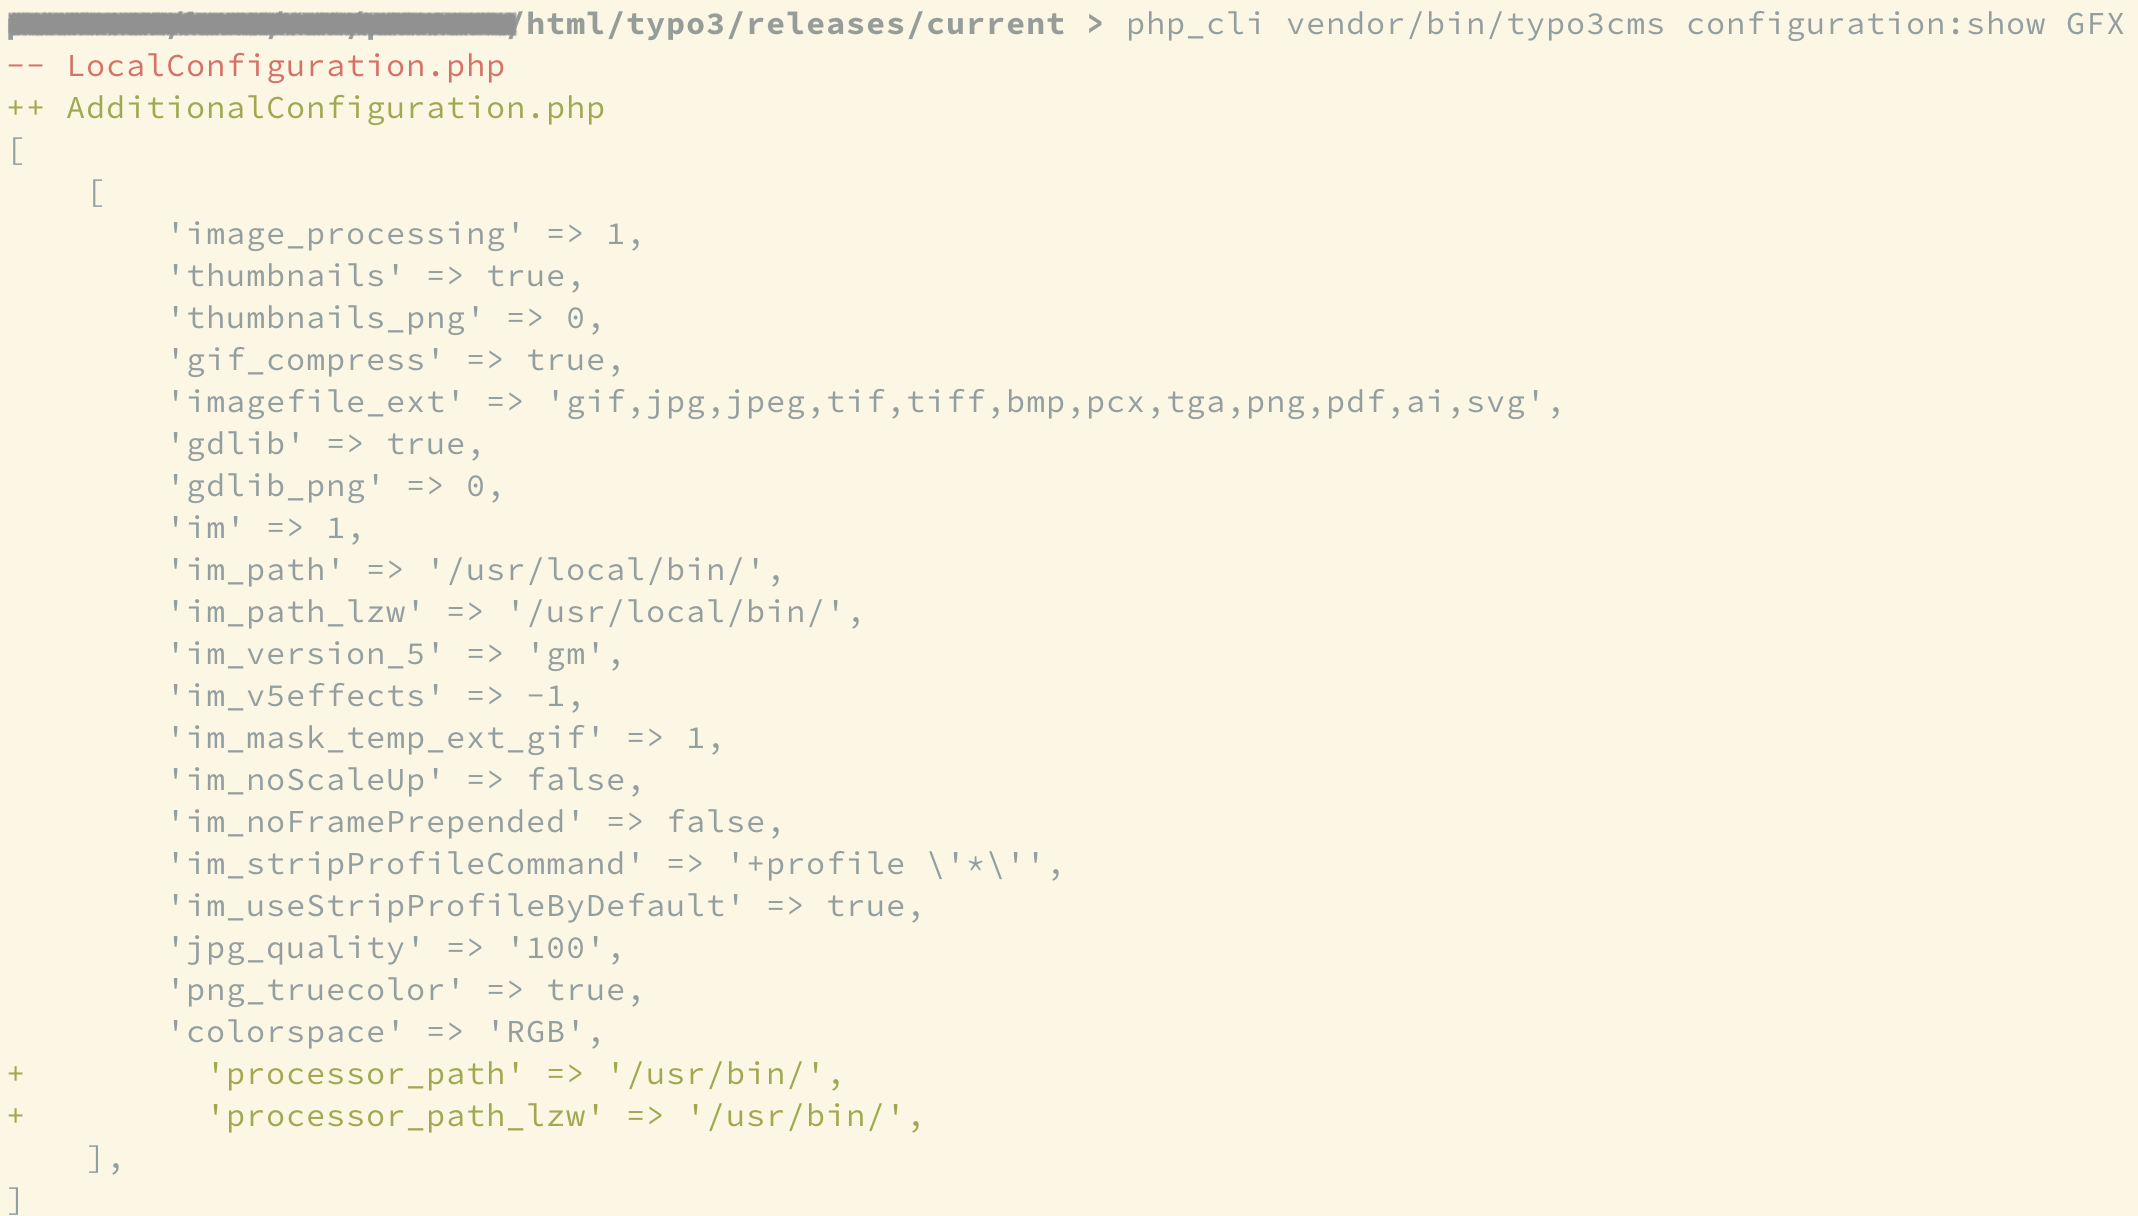 /html/typo3/releases/current > php_cli vendor/bin/typo3cms configuration:show GFX
-- LocalConfiguration.php
++ AdditionalConfiguration.php
[
    [
        'image_processing' => 1,
        'thumbnails' => true,
        'thumbnails_png' => 0,
        'gif_compress' => true,
        'imagefile_ext' => 'gif,jpg,jpeg,tif,tiff,bmp,pcx,tga,png,pdf,ai,svg',
        'gdlib' => true,
        'gdlib_png' => 0,
        'im' => 1,
        'im_path' => '/usr/local/bin/',
        'im_path_lzw' => '/usr/local/bin/',
        'im_version_5' => 'gm',
        'im_v5effects' => -1,
        'im_mask_temp_ext_gif' => 1,
        'im_noScaleUp' => false,
        'im_noFramePrepended' => false,
        'im_stripProfileCommand' => '+profile \'*\'',
        'im_useStripProfileByDefault' => true,
        'jpg_quality' => '100',
        'png_truecolor' => true,
        'colorspace' => 'RGB',
+         'processor_path' => '/usr/bin/',
+         'processor_path_lzw' => '/usr/bin/',
    ],
]